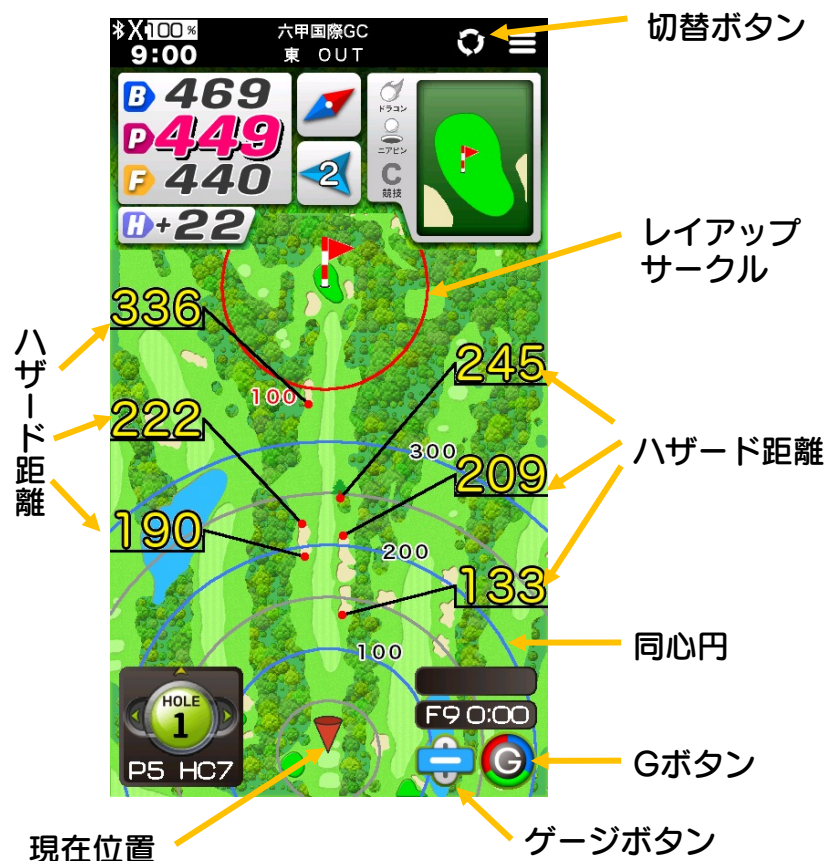 100%
9:00
六甲国際GC
東 OUT
切替ボタン
B 469
P 449
F 440
H +22
2
ドラコン
ニアピン
C
競技
レイアップ
サークル
336
222
190
ハザード距離
100
245
209
133
ハザード距離
300
200
100
同心円
HOLE
1
P5 HC7
F9 0:00
G
Gボタン
ゲージボタン
現在位置